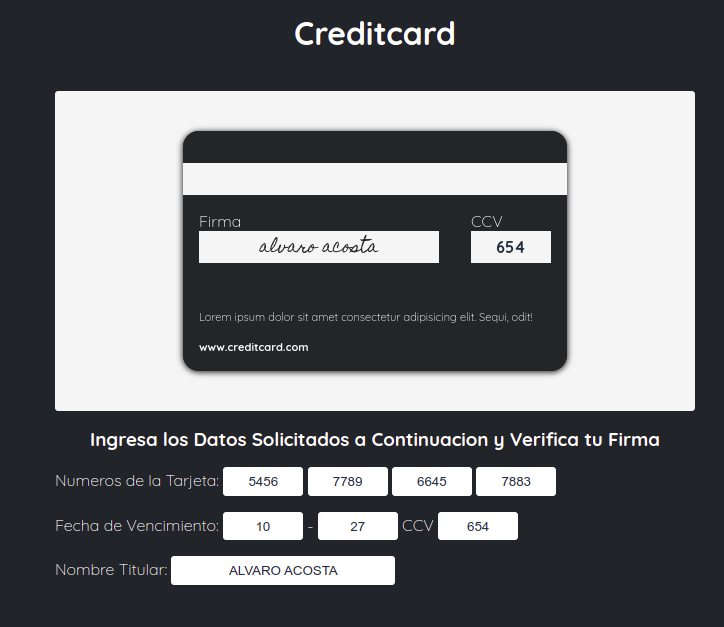 Creditcard
Firma CCV
alvaro acosta 654
Lorem ipsum dolor sit amet consectetur adipisicing elit. Sequi, odit!
www.creditcard.com
Ingresa los Datos Solicitados a Continuacion y Verifica tu Firma
Numeros de la Tarjeta: 5456 7789 6645 7883
Fecha de Vencimiento: 10 - 27 CCV 654
Nombre Titular: ALVARO ACOSTA